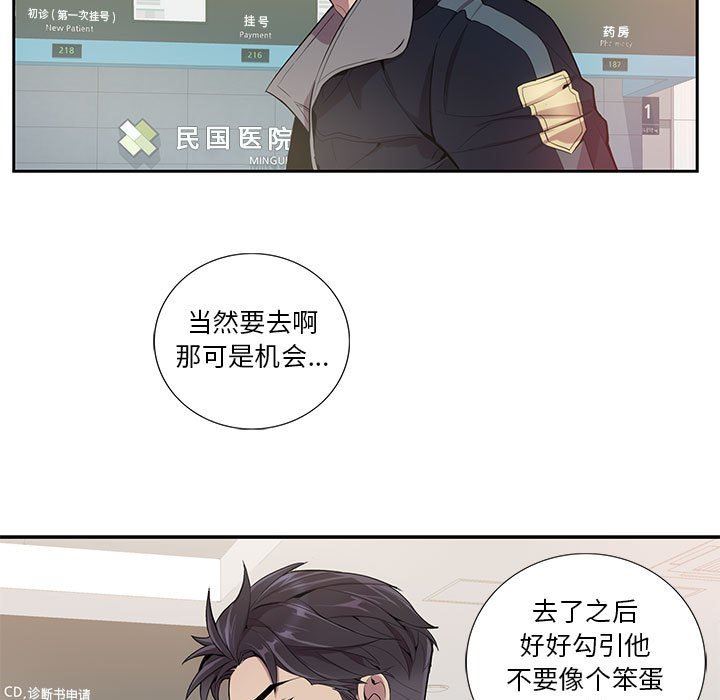 初诊(第一次挂号)
New Patient
218
挂号
Payment
216
药房
Pharmacy
187
1
民国医院
MINGU
当然要去啊
那可是机会...
去了之后
好好勾引他
不要像个笨蛋
CD,诊断书申请